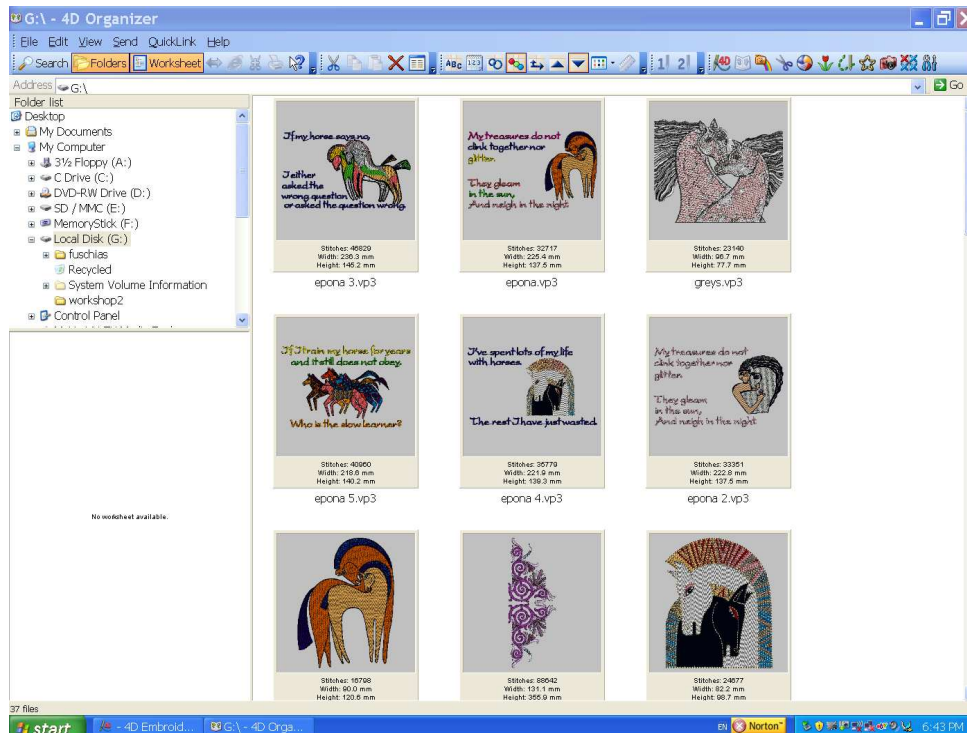 G:\ - 4D Organizer
File Edit View Send QuickLink Help
Search Folders Worksheet ABC 123 1 2 4D
Address G:\ Go
Folder list
Desktop
My Documents
My Computer
3½ Floppy (A:)
C Drive (C:)
DVD-RW Drive (D:)
SD / MMC (E:)
MemoryStick (F:)
Local Disk (G:)
fuschias
Recycled
System Volume Information
workshop2
Control Panel
No worksheet available.
If my horse says no,
I either
asked the
wrong question
or asked the question wrong.
Stitches: 46829
Width: 236.3 mm
Height: 145.2 mm
epona 3.vp3
My treasures do not
clink together nor
glitter.
They gleam
in the sun,
And neigh in the night
Stitches: 32717
Width: 225.4 mm
Height: 137.5 mm
epona.vp3
Stitches: 23140
Width: 96.7 mm
Height: 77.7 mm
greys.vp3
If I train my horse for years
and it still does not obey.
Who is the slow learner?
Stitches: 40960
Width: 218.6 mm
Height: 140.2 mm
epona 5.vp3
I've spent lots of my life
with horses.
The rest I have just wasted.
Stitches: 35779
Width: 221.9 mm
Height: 139.3 mm
epona 4.vp3
My treasures do not
clink together nor
glitter.
They gleam
in the sun,
And neigh in the night
Stitches: 33351
Width: 222.8 mm
Height: 137.5 mm
epona 2.vp3
Stitches: 16798
Width: 90.0 mm
Height: 120.6 mm
Stitches: 88642
Width: 131.1 mm
Height: 355.9 mm
Stitches: 24677
Width: 82.2 mm
Height: 98.7 mm
37 files
start - 4D Embroid... G:\ - 4D Orga... EN Norton™ 6:43 PM